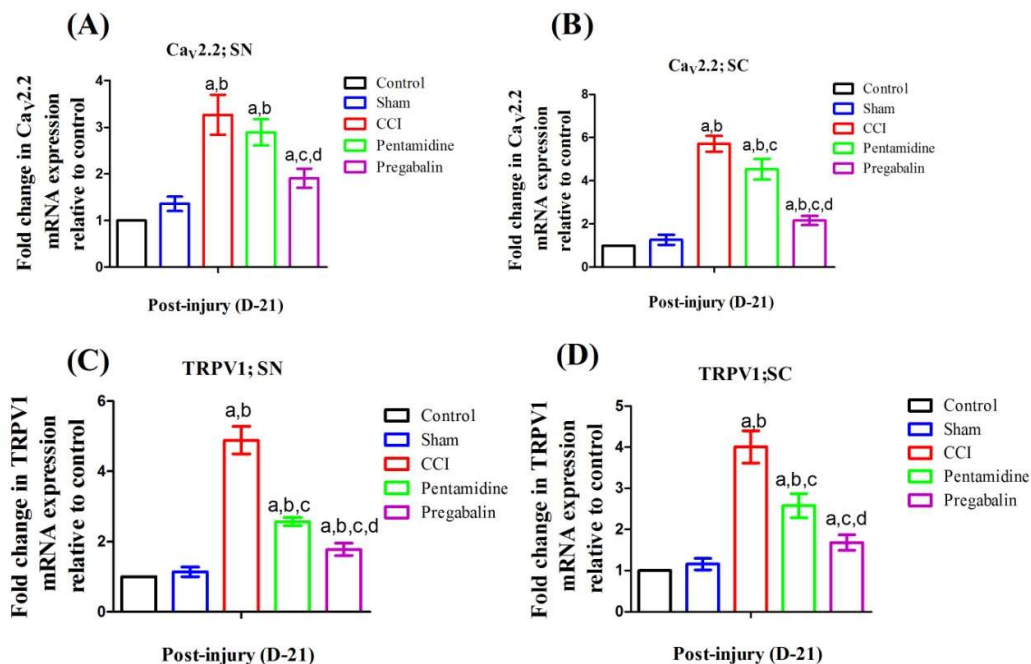 (A)
Cav2.2; SN
Fold change in Cav2.2
mRNA expression
relative to control
4
3
2
1
0
a,b
a,b
a,c,d
Control
Sham
CCI
Pentamidine
Pregabalin
Post-injury (D-21)
(B)
Cav2.2; SC
Fold change in Cav2.2
mRNA expression
relative to control
8
6
4
2
0
a,b
a,b,c
a,b,c,d
Control
Sham
CCI
Pentamidine
Pregabalin
Post-injury (D-21)
(C)
TRPV1; SN
Fold change in TRPV1
mRNA expression
relative to control
6
4
2
0
a,b
a,b,c
a,b,c,d
Control
Sham
CCI
Pentamidine
Pregabalin
Post-injury (D-21)
(D)
TRPV1;SC
Fold change in TRPV1
mRNA expression
relative to control
5
4
3
2
1
0
a,b
a,b,c
a,c,d
Control
Sham
CCI
Pentamidine
Pregabalin
Post-injury (D-21)